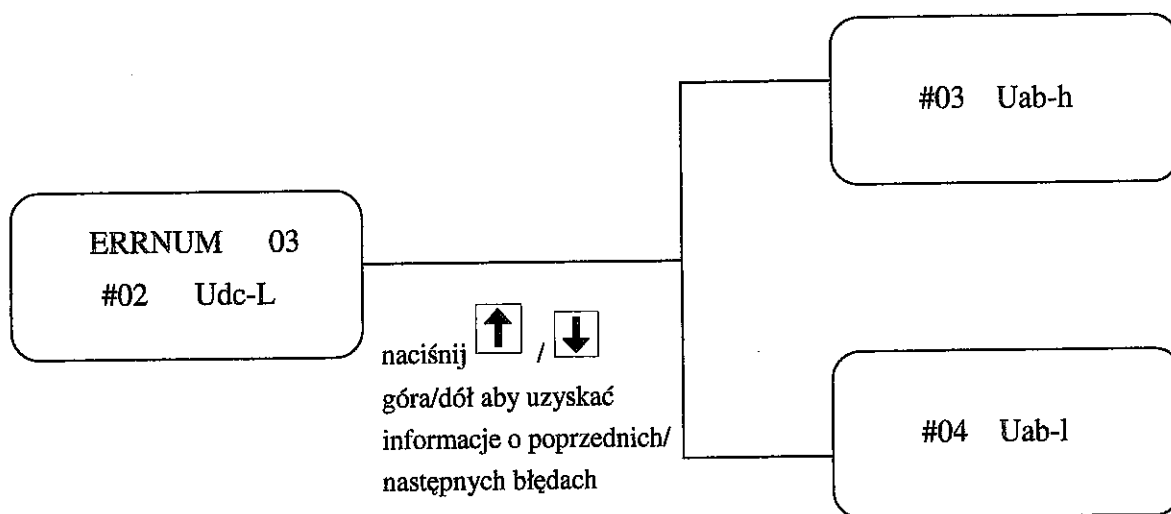 #03 Uab-h
ERRNUM 03
#02 Udc-L
naciśnij ↑ / ↓
góra/dół aby uzyskać
informacje o poprzednich/
następnych błędach
#04 Uab-l